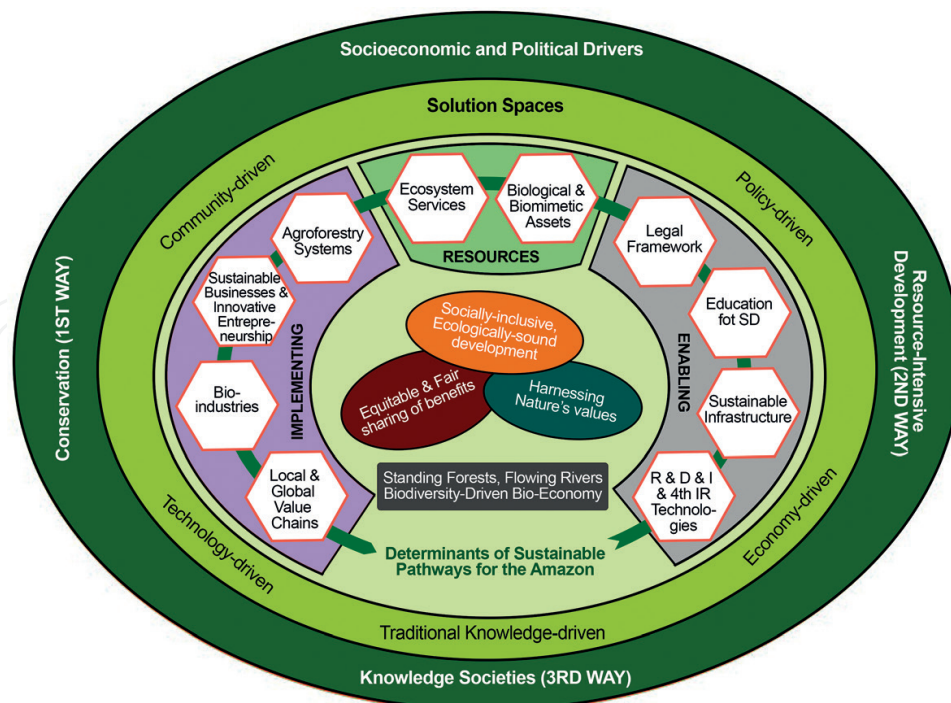 Socioeconomic and Political Drivers
Solution Spaces
Community-driven
Policy-driven
Conservation (1ST WAY)
Resource-Intensive
Development (2ND WAY)
Ecosystem
Services
Biological &
Biomimetic
Assets
RESOURCES
Agroforestry
Systems
Legal
Framework
Sustainable
Businesses &
Innovative
Entrepre-
neurship
Education
fot SD
IMPLEMENTING
ENABLING
Socially-inclusive,
Ecologically-sound
development
Equitable & Fair
sharing of benefits
Harnessing
Nature's values
Bio-
industries
Sustainable
Infrastructure
Local &
Global
Value
Chains
Standing Forests, Flowing Rivers
Biodiversity-Driven Bio-Economy
R & D & I
& 4th IR
Technolo-
gies
Determinants of Sustainable
Pathways for the Amazon
Technology-driven
Economy-driven
Traditional Knowledge-driven
Knowledge Societies (3RD WAY)